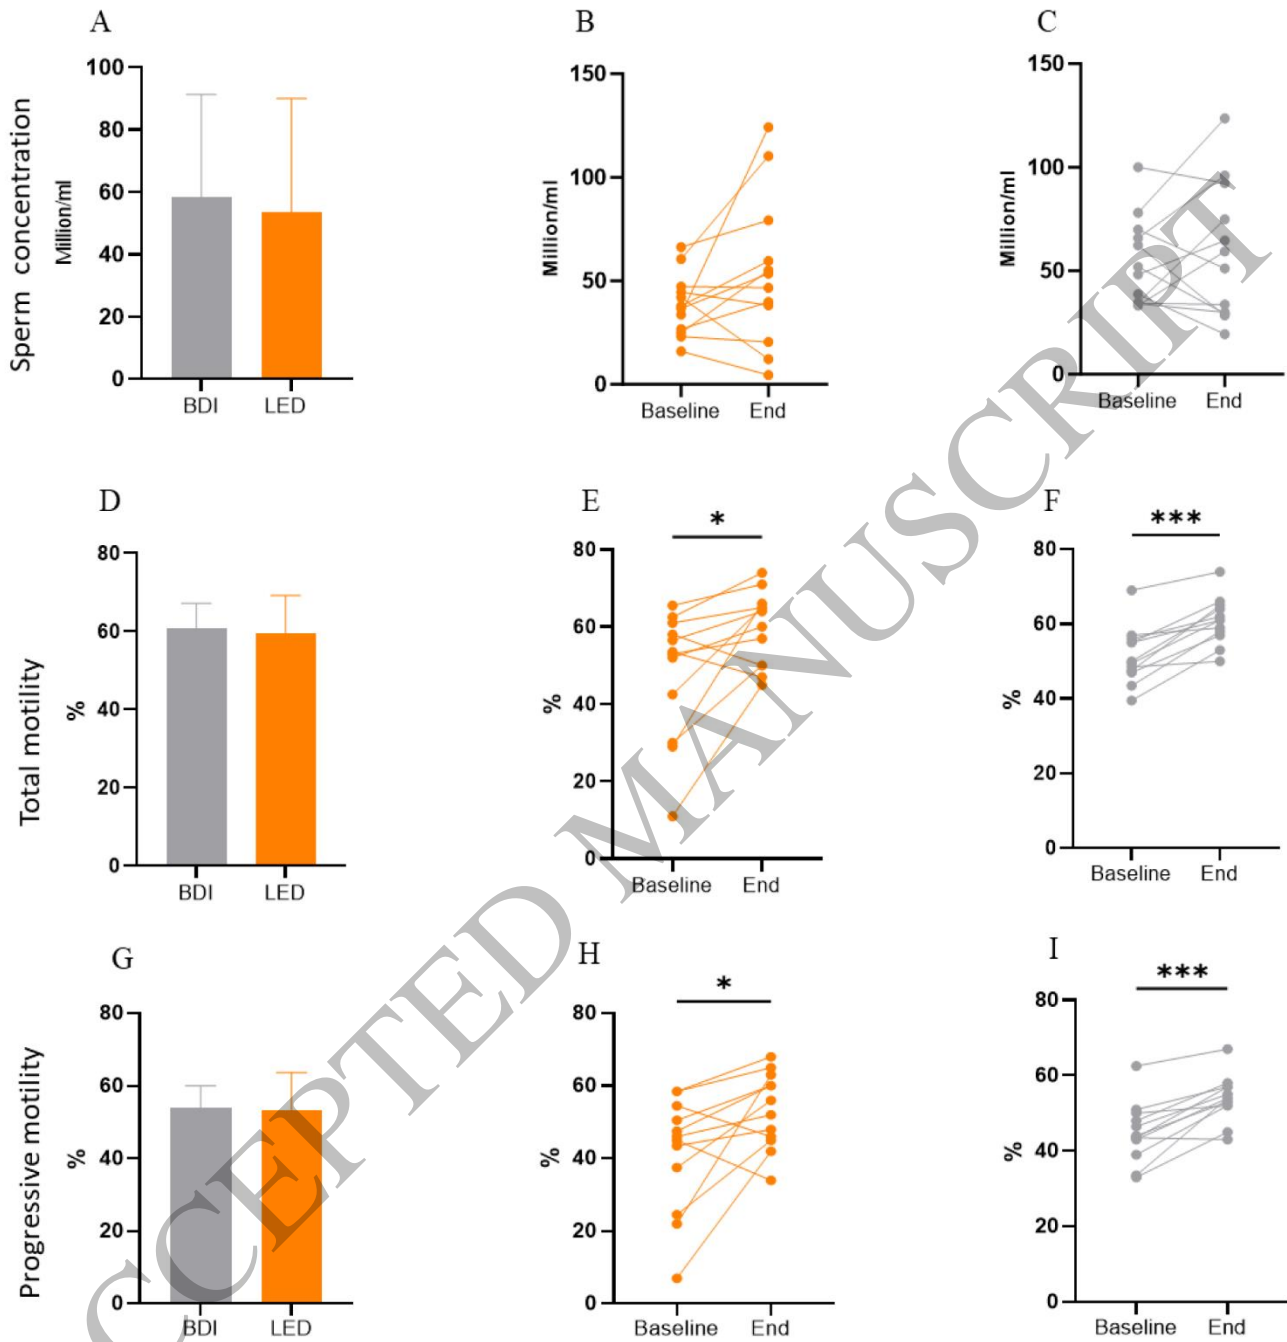 A
B
C
Sperm concentration
Million/ml
100
80
60
40
20
0
BDI LED
Million/ml
150
100
50
0
Baseline End
Million/ml
150
100
50
0
Baseline End
D
E
F
Total motility
%
80
60
40
20
0
BDI LED
*
%
80
60
40
20
0
Baseline End
***
%
80
60
40
20
0
Baseline End
G
H
I
Progressive motility
%
80
60
40
20
0
BDI LED
*
%
80
60
40
20
0
Baseline End
***
%
80
60
40
20
0
Baseline End
CCEPTED MANUSCRIPT